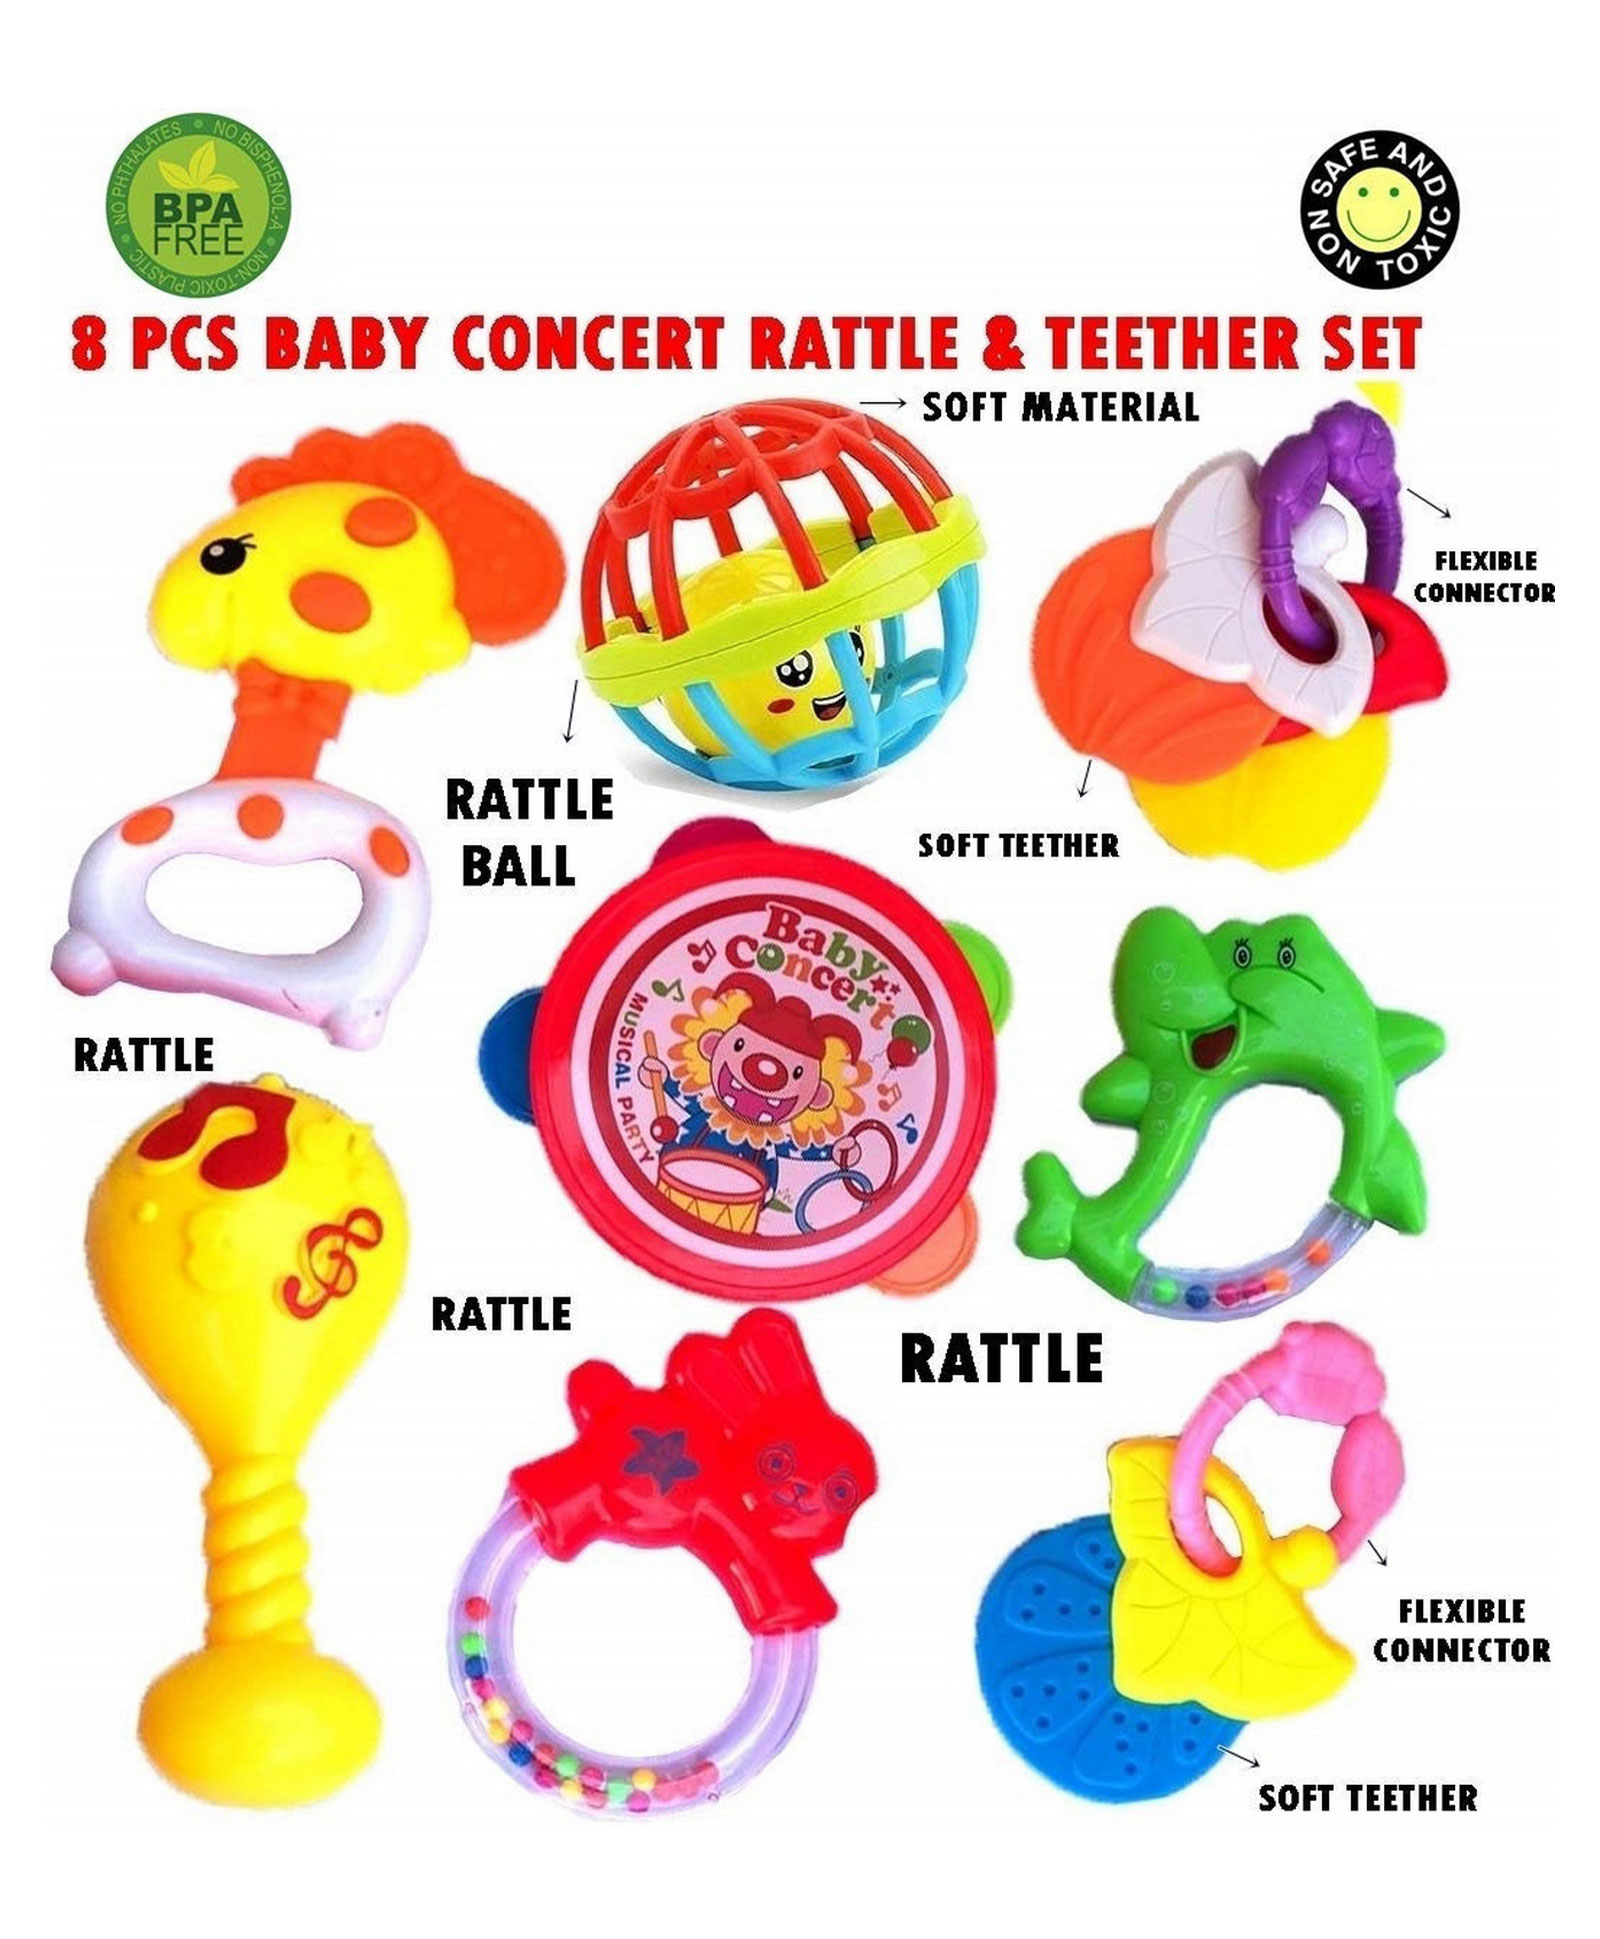 NO PHTHALATES • NO BISPHENOL-A • NON-TOXIC PLASTIC •
BPA
FREE
SAFE AND
NON TOXIC
8 PCS BABY CONCERT RATTLE & TEETHER SET
SOFT MATERIAL
FLEXIBLE
CONNECTOR
RATTLE
BALL
SOFT TEETHER
Baby
Concert
MUSICAL PARTY
RATTLE
RATTLE
RATTLE
FLEXIBLE
CONNECTOR
SOFT TEETHER